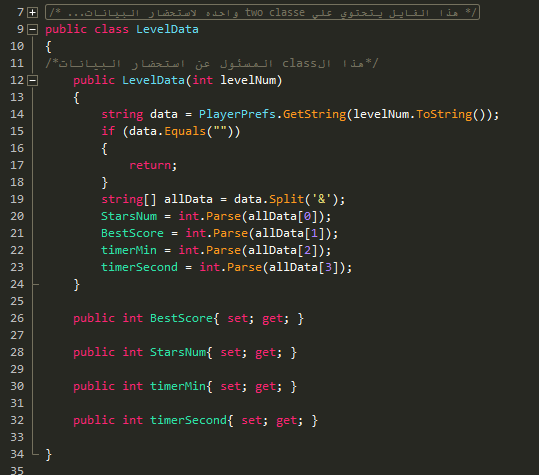 7 /* هذا الفايل يتحتوي علي two classe واحده لاستحضار البيانات... */
9 public class LevelData
10 {
11 /*هذا الclass المسئول عن استحضار البيانات*/
12 public LevelData(int levelNum)
13 {
14 string data = PlayerPrefs.GetString(levelNum.ToString());
15 if (data.Equals(""))
16 {
17 return;
18 }
19 string[] allData = data.Split('&');
20 StarsNum = int.Parse(allData[0]);
21 BestScore = int.Parse(allData[1]);
22 timerMin = int.Parse(allData[2]);
23 timerSecond = int.Parse(allData[3]);
24 }
25
26 public int BestScore{ set; get; }
27
28 public int StarsNum{ set; get; }
29
30 public int timerMin{ set; get; }
31
32 public int timerSecond{ set; get; }
33
34 }
35